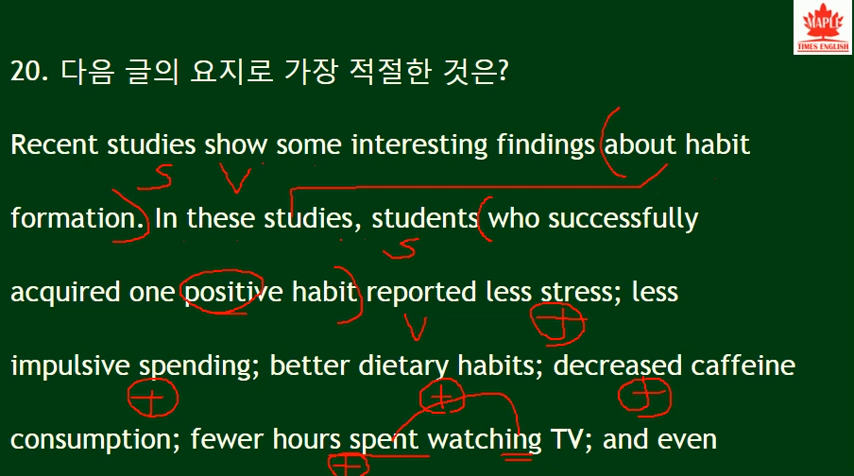 MAPLE
TIMES ENGLISH
20. 다음 글의 요지로 가장 적절한 것은?
Recent studies show some interesting findings (about habit
S V
formation.) In these studies, students (who successfully
S
acquired one positive habit) reported less stress; less
V +
impulsive spending; better dietary habits; decreased caffeine
+ + +
consumption; fewer hours spent watching TV; and even
+